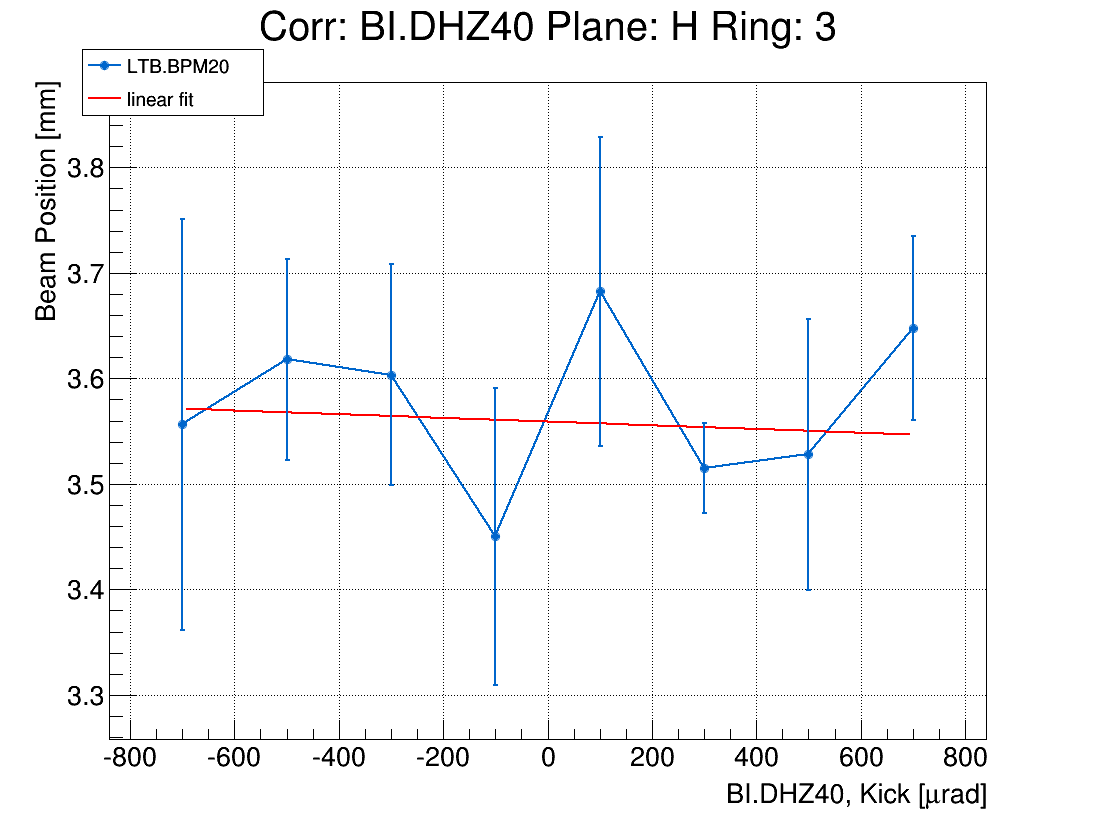 Corr: BI.DHZ40 Plane: H Ring: 3
LTB.BPM20
linear fit
Beam Position [mm]
3.8
3.7
3.6
3.5
3.4
3.3
-800 -600 -400 -200 0 200 400 600 800
BI.DHZ40, Kick [μrad]